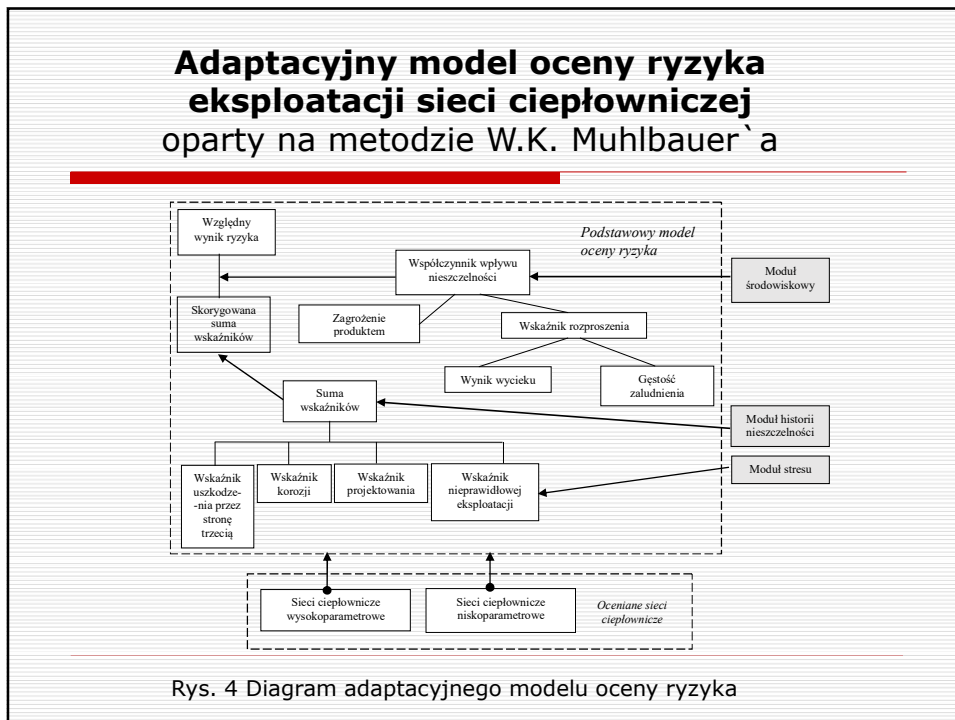 Adaptacyjny model oceny ryzyka
eksploatacji sieci ciepłowniczej
oparty na metodzie W.K. Muhlbauer`a
Względny
wynik ryzyka
Podstawowy model
oceny ryzyka
Współczynnik wpływu
nieszczelności
Moduł
środowiskowy
Skorygowana
suma
wskaźników
Zagrożenie
produktem
Wskaźnik rozproszenia
Wynik wycieku
Gęstość
zaludnienia
Suma
wskaźników
Moduł historii
nieszczelności
Moduł stresu
Wskaźnik
uszkodze-
-nia przez
stronę
trzecią
Wskaźnik
korozji
Wskaźnik
projektowania
Wskaźnik
nieprawidłowej
eksploatacji
Sieci ciepłownicze
wysokoparametrowe
Sieci ciepłownicze
niskoparametrowe
Oceniane sieci
ciepłownicze
Rys. 4 Diagram adaptacyjnego modelu oceny ryzyka